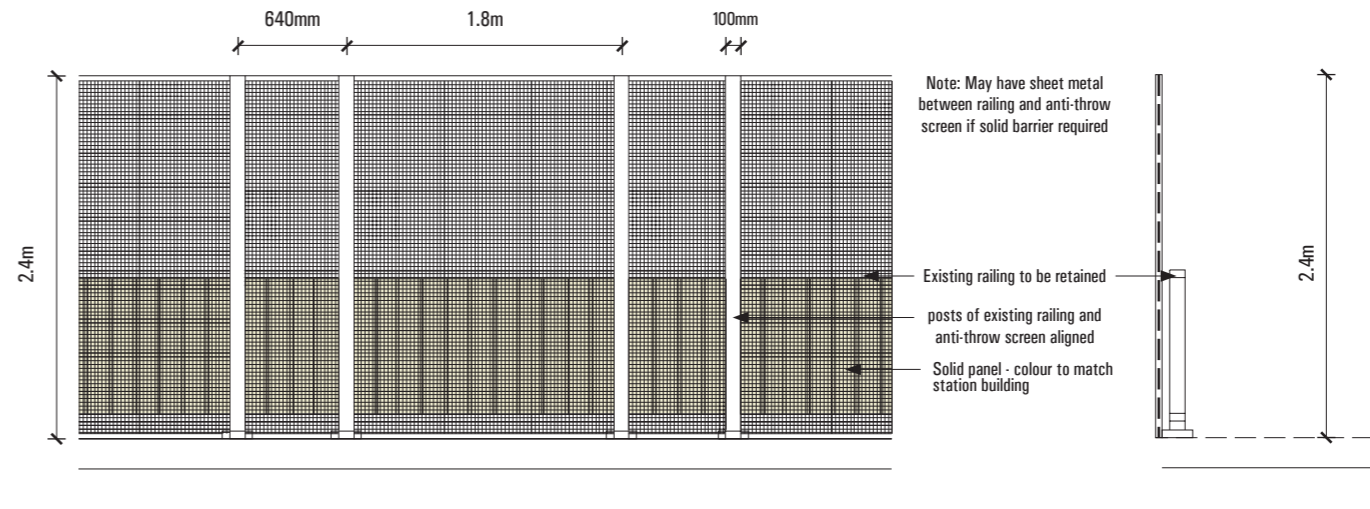 640mm
1.8m
100mm
2.4m
Note: May have sheet metal
between railing and anti-throw
screen if solid barrier required
Existing railing to be retained
posts of existing railing and
anti-throw screen aligned
Solid panel - colour to match
station building
2.4m